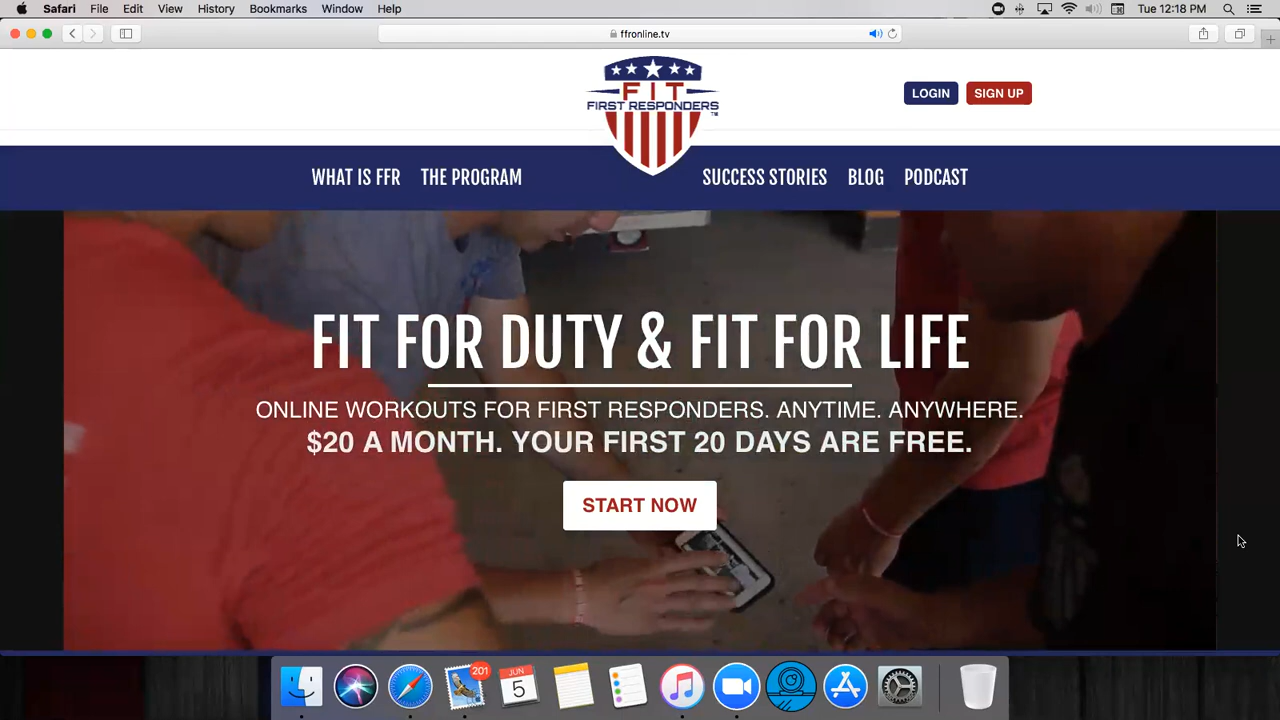 Safari File Edit View History Bookmarks Window Help
Tue 12:18 PM
ffronline.tv
FIT
FIRST RESPONDERS
TM
LOGIN SIGN UP
WHAT IS FFR THE PROGRAM SUCCESS STORIES BLOG PODCAST
FIT FOR DUTY & FIT FOR LIFE
ONLINE WORKOUTS FOR FIRST RESPONDERS. ANYTIME. ANYWHERE.
$20 A MONTH. YOUR FIRST 20 DAYS ARE FREE.
START NOW
201
JUN
5